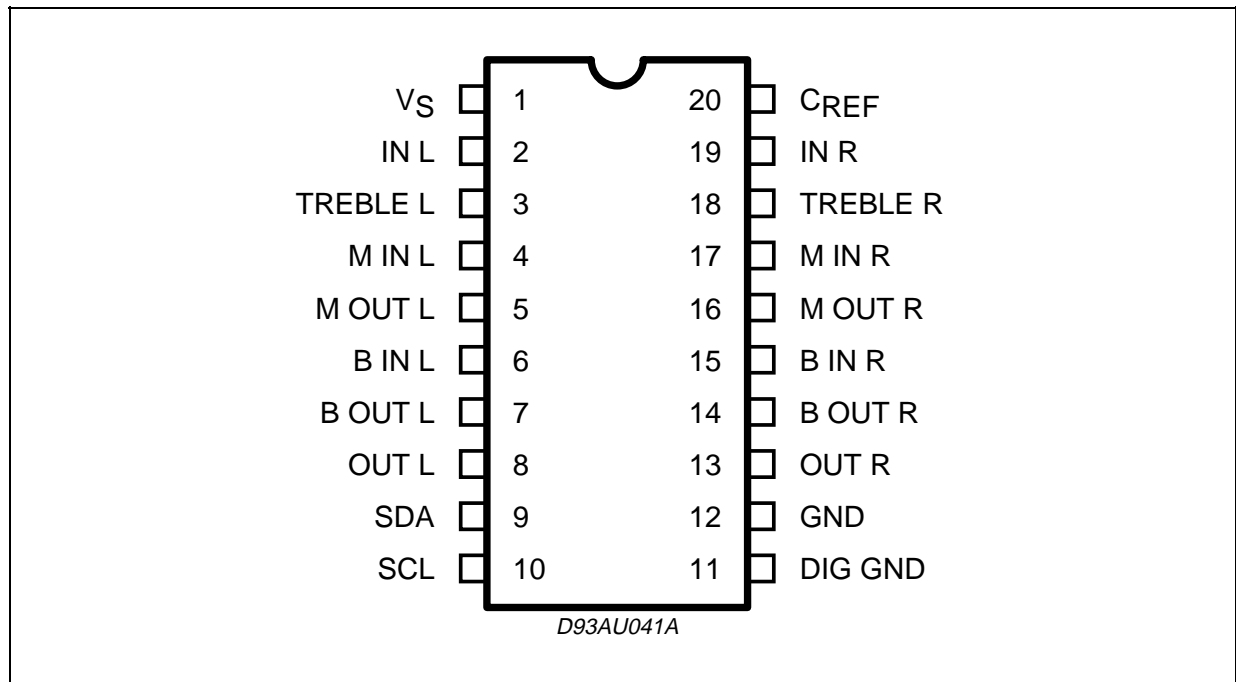 VS 1 20 CREF
IN L 2 19 IN R
TREBLE L 3 18 TREBLE R
M IN L 4 17 M IN R
M OUT L 5 16 M OUT R
B IN L 6 15 B IN R
B OUT L 7 14 B OUT R
OUT L 8 13 OUT R
SDA 9 12 GND
SCL 10 11 DIG GND
D93AU041A